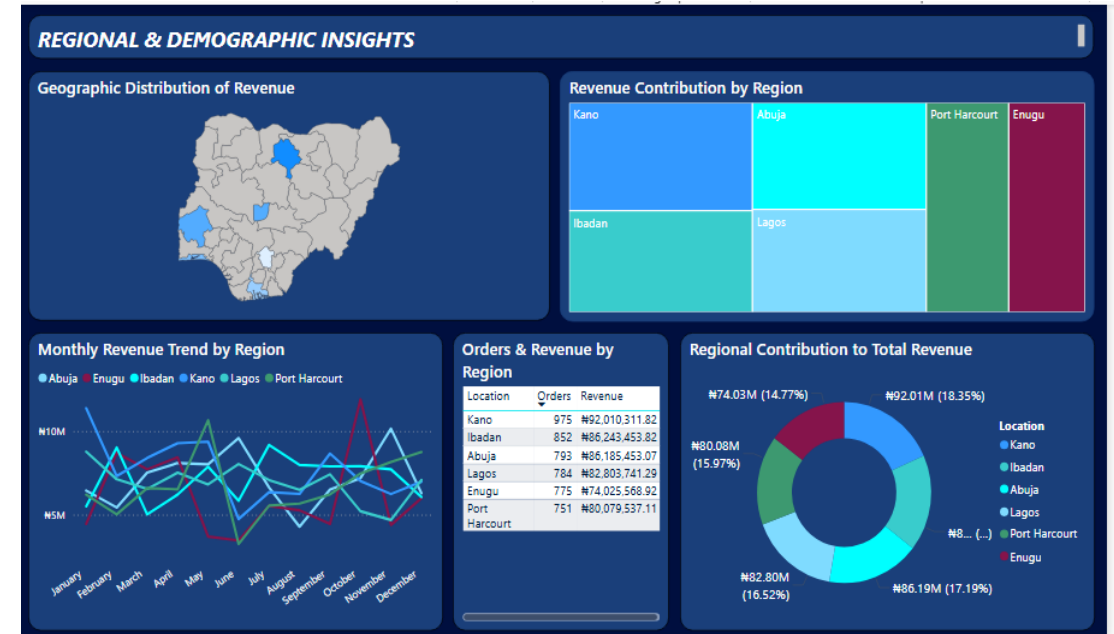 REGIONAL & DEMOGRAPHIC INSIGHTS
Geographic Distribution of Revenue
Revenue Contribution by Region
Kano
Abuja
Port Harcourt
Enugu
Ibadan
Lagos
Monthly Revenue Trend by Region
Abuja Enugu Ibadan Kano Lagos Port Harcourt
₦10M
₦5M
January February March April May June July August September October November December
Orders & Revenue by
Region
Location Orders Revenue
Kano 975 ₦92,010,311.82
Ibadan 852 ₦86,243,453.82
Abuja 793 ₦86,185,453.07
Lagos 784 ₦82,803,741.29
Enugu 775 ₦74,025,568.92
Port
Harcourt 751 ₦80,079,537.11
Regional Contribution to Total Revenue
₦74.03M (14.77%)
₦92.01M (18.35%)
₦80.08M
(15.97%)
₦8... (...)
₦82.80M
(16.52%)
₦86.19M (17.19%)
Location
Kano
Ibadan
Abuja
Lagos
Port Harcourt
Enugu